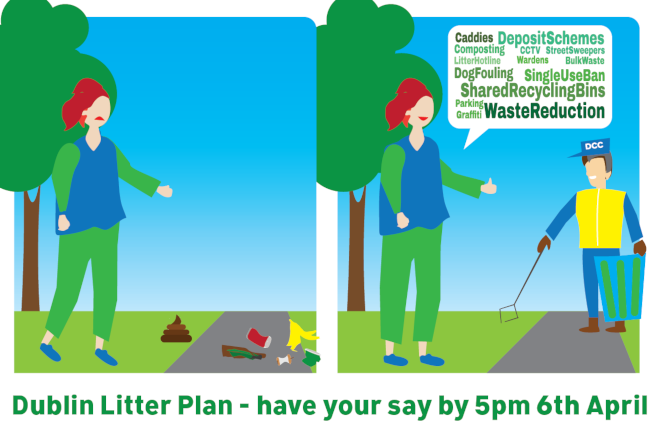 Caddies DepositSchemes
Composting CCTV StreetSweepers
LitterHotline Wardens BulkWaste
DogFouling SingleUseBan
SharedRecyclingBins
Parking
Graffiti WasteReduction
DCC
Dublin Litter Plan - have your say by 5pm 6th April